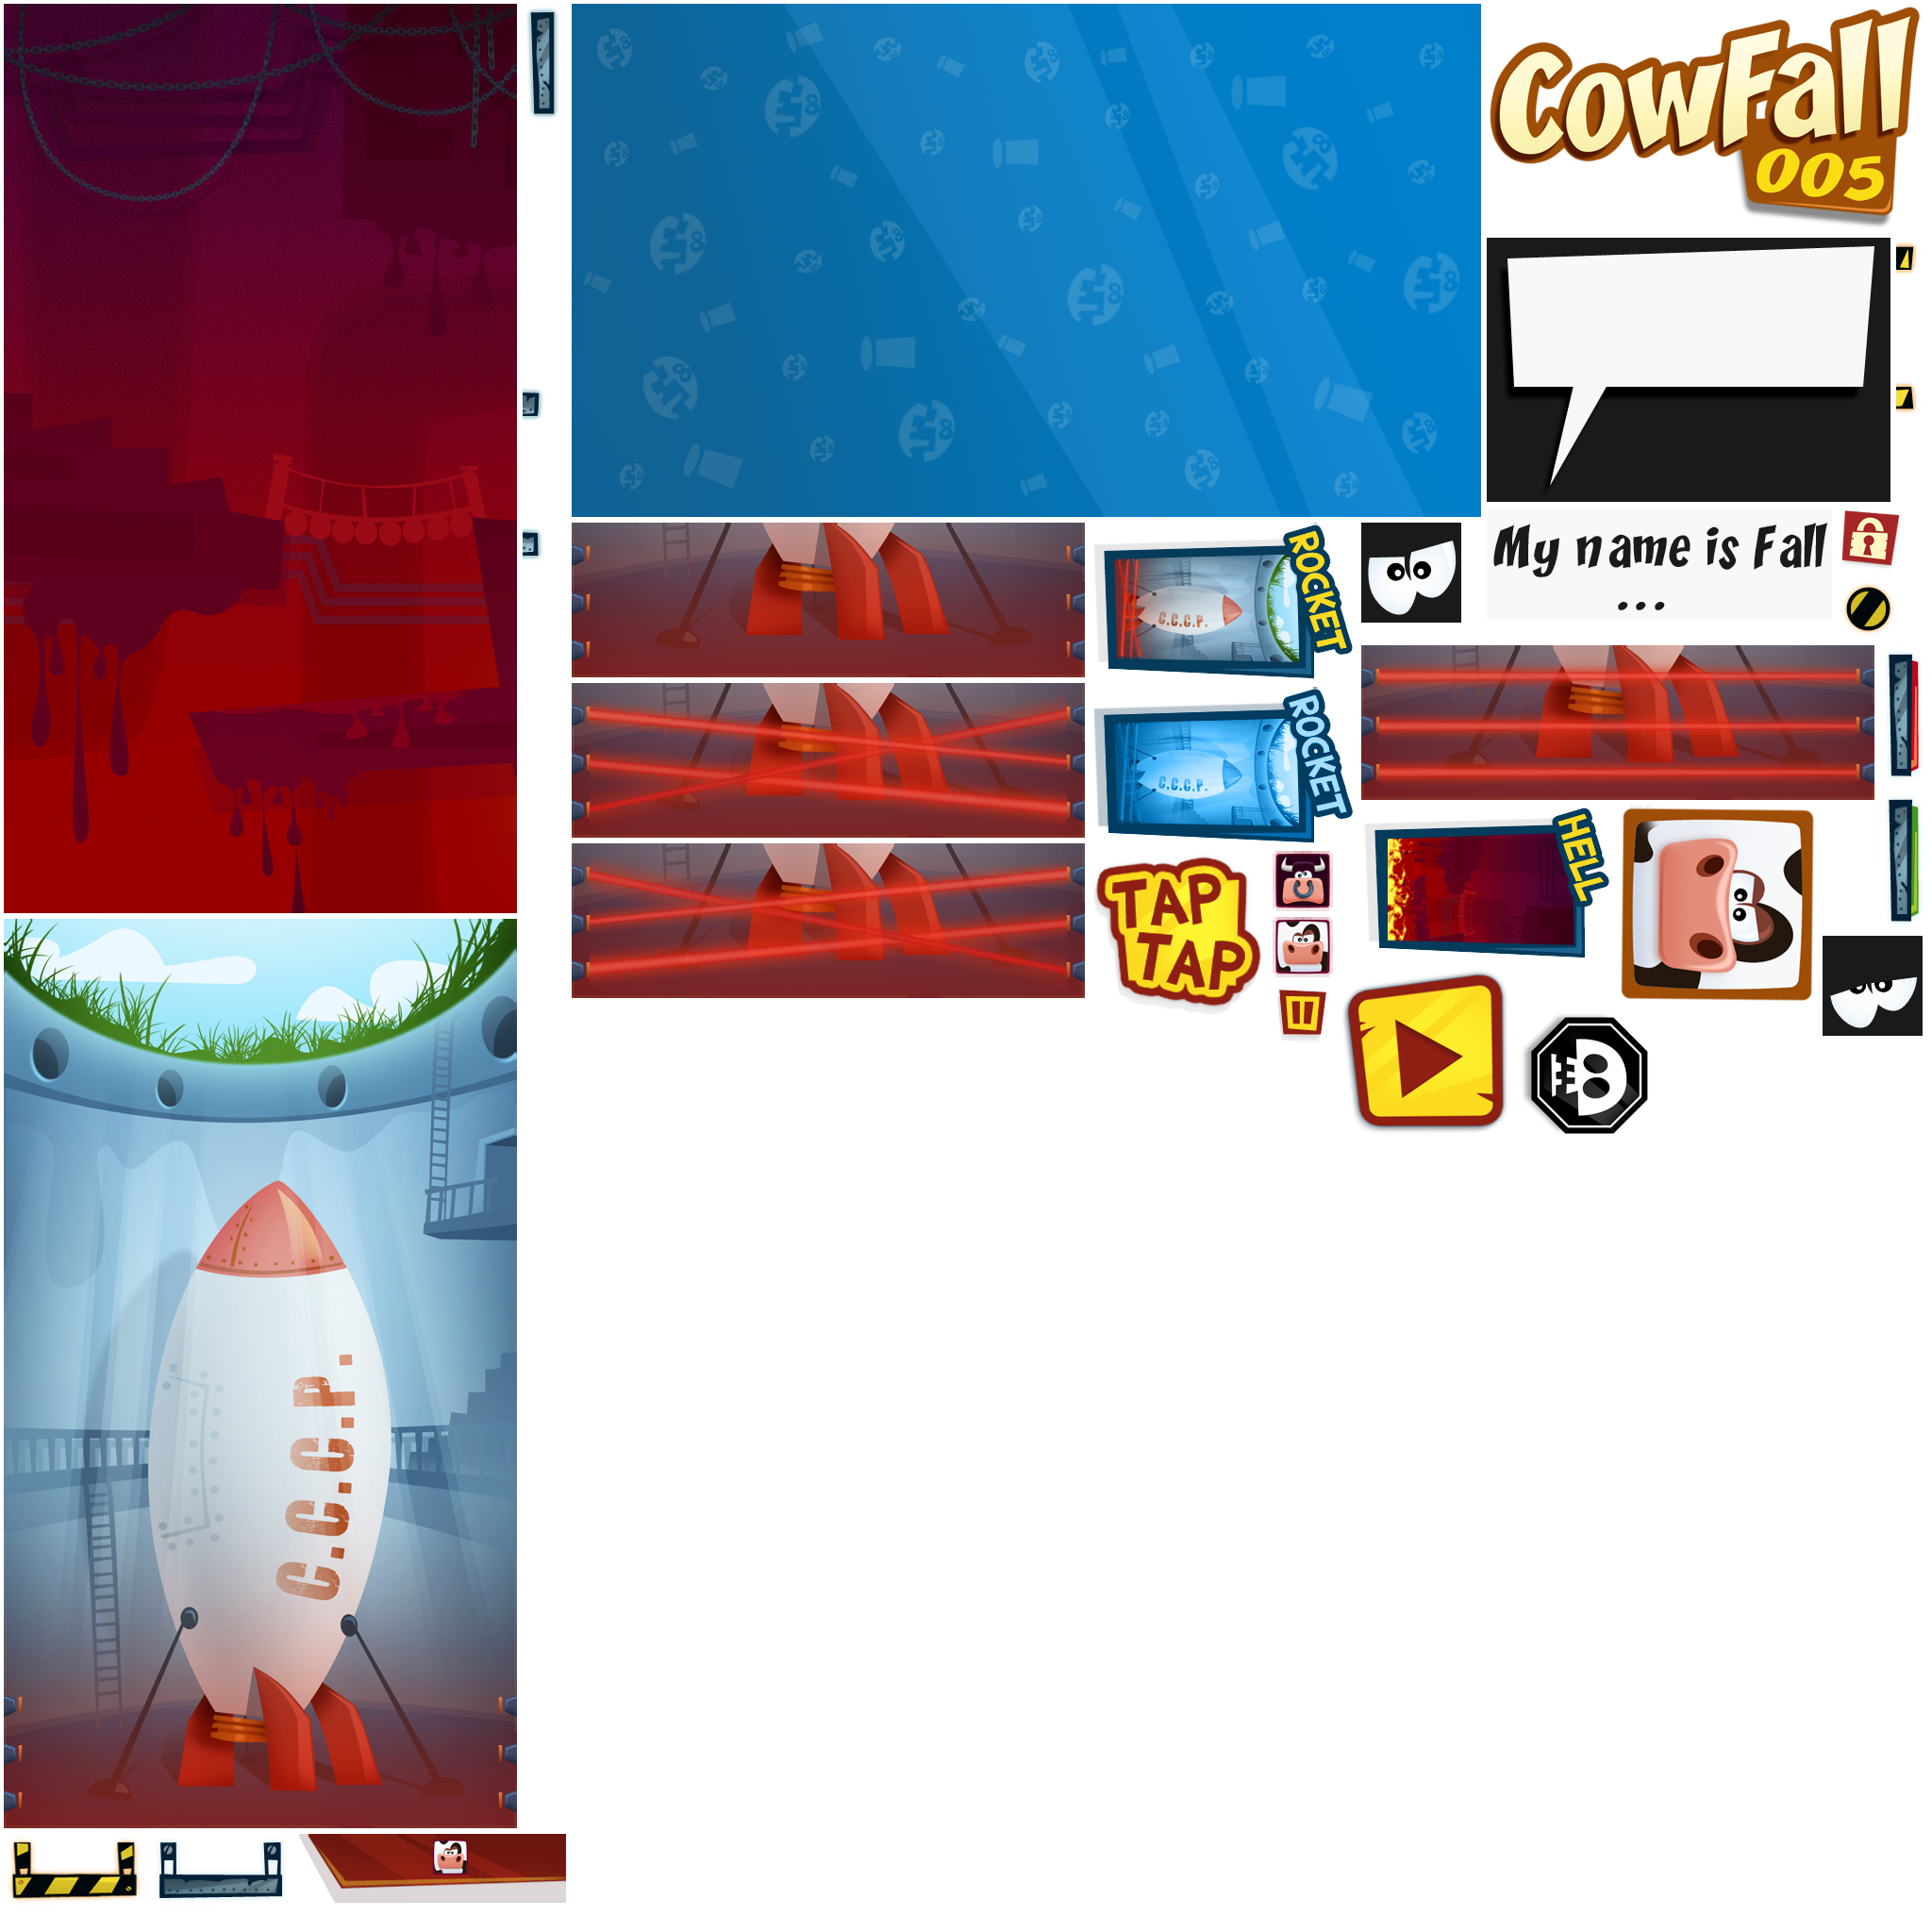 CowFall
005
My name is Fall
...
ROCKET
C.C.C.P.
ROCKET
C.C.C.P.
HELL
TAP
TAP
C.C.C.P.